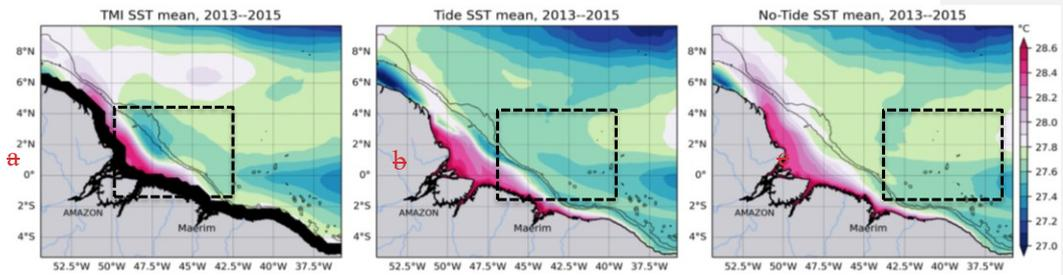 TMI SST mean, 2013--2015
8°N
6°N
4°N
2°N
0°
2°S
4°S
52.5°W 50°W 47.5°W 45°W 42.5°W 40°W 37.5°W
AMAZON
Maerim
a
Tide SST mean, 2013--2015
8°N
6°N
4°N
2°N
0°
2°S
4°S
52.5°W 50°W 47.5°W 45°W 42.5°W 40°W 37.5°W
AMAZON
Maerim
b
No-Tide SST mean, 2013--2015
8°N
6°N
4°N
2°N
0°
2°S
4°S
52.5°W 50°W 47.5°W 45°W 42.5°W 40°W 37.5°W
AMAZON
Maerim
°C
28.6
28.4
28.2
28.0
27.8
27.6
27.4
27.2
27.0